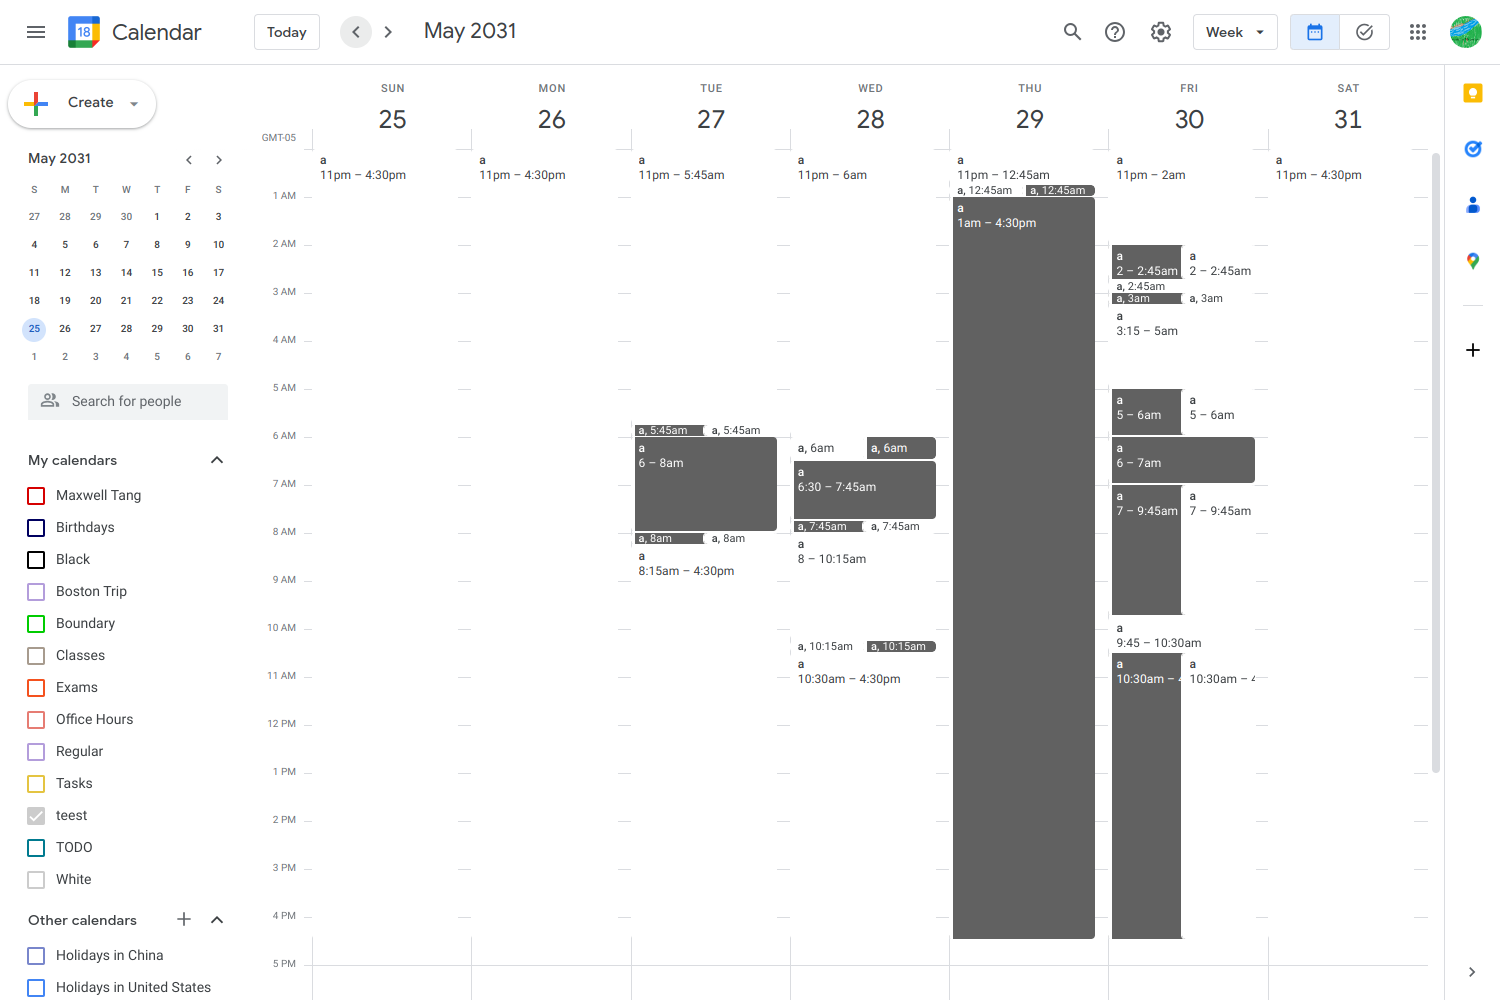 18 Calendar Today May 2031 Week
Create
May 2031
S M T W T F S
27 28 29 30 1 2 3
4 5 6 7 8 9 10
11 12 13 14 15 16 17
18 19 20 21 22 23 24
25 26 27 28 29 30 31
1 2 3 4 5 6 7
Search for people
My calendars
Maxwell Tang
Birthdays
Black
Boston Trip
Boundary
Classes
Exams
Office Hours
Regular
Tasks
teest
TODO
White
Other calendars
Holidays in China
Holidays in United States
GMT-05
SUN MON TUE WED THU FRI SAT
25 26 27 28 29 30 31
1 AM
2 AM
3 AM
4 AM
5 AM
6 AM
7 AM
8 AM
9 AM
10 AM
11 AM
12 PM
1 PM
2 PM
3 PM
4 PM
5 PM
a
11pm – 4:30pm
a
11pm – 4:30pm
a
11pm – 5:45am
a, 5:45am a, 5:45am
a
6 – 8am
a, 8am a, 8am
a
8:15am – 4:30pm
a
11pm – 6am
a, 6am a, 6am
a
6:30 – 7:45am
a, 7:45am a, 7:45am
a
8 – 10:15am
a, 10:15am a, 10:15am
a
10:30am – 4:30pm
a
11pm – 12:45am
a, 12:45am a, 12:45am
a
1am – 4:30pm
a
11pm – 2am
a a
2 – 2:45am 2 – 2:45am
a, 2:45am
a, 3am a, 3am
a
3:15 – 5am
a a
5 – 6am 5 – 6am
a
6 – 7am
a a
7 – 9:45am 7 – 9:45am
a
9:45 – 10:30am
a a
10:30am – 10:30am –
a
11pm – 4:30pm